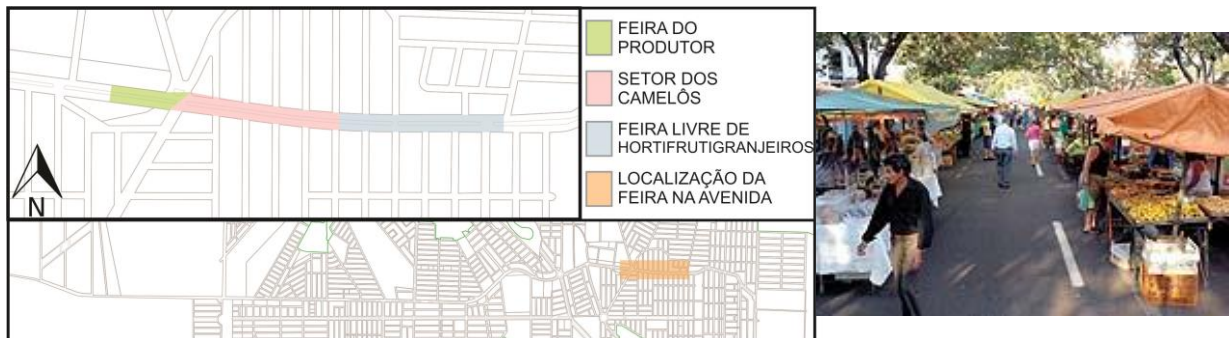 FEIRA DO
PRODUTOR
SETOR DOS
CAMELÔS
FEIRA LIVRE DE
HORTIFRUTIGRANJEIROS
LOCALIZAÇÃO DA
FEIRA NA AVENIDA
N